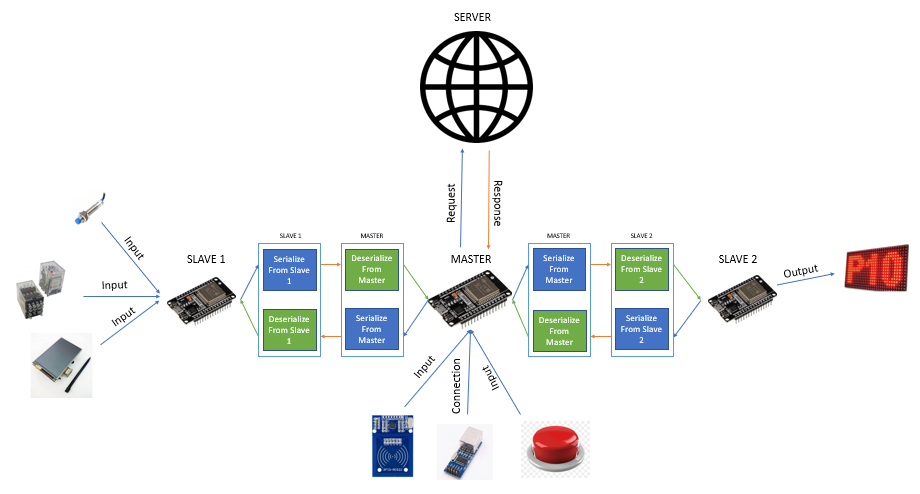 SERVER
Request
Response
Input
Input
Input
SLAVE 1
SLAVE 1
Serialize
From Slave
1
Deserialize
From Slave
1
MASTER
Deserialize
From
Master
Serialize
From
Master
MASTER
MASTER
Serialize
From
Master
Deserialize
From
Master
SLAVE 2
Deserialize
From Slave
2
Serialize
From Slave
2
SLAVE 2
Output
P10
Input
Connection
Input